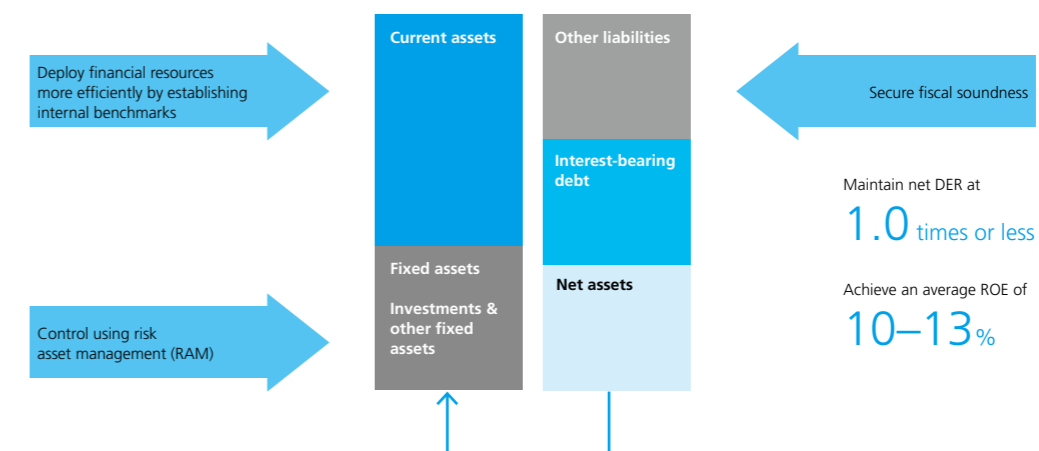 Deploy financial resources
more efficiently by establishing
internal benchmarks
Control using risk
asset management (RAM)
Current assets
Fixed assets
Investments &
other fixed
assets
Other liabilities
Interest-bearing
debt
Net assets
Secure fiscal soundness
Maintain net DER at
1.0 times or less
Achieve an average ROE of
10–13%